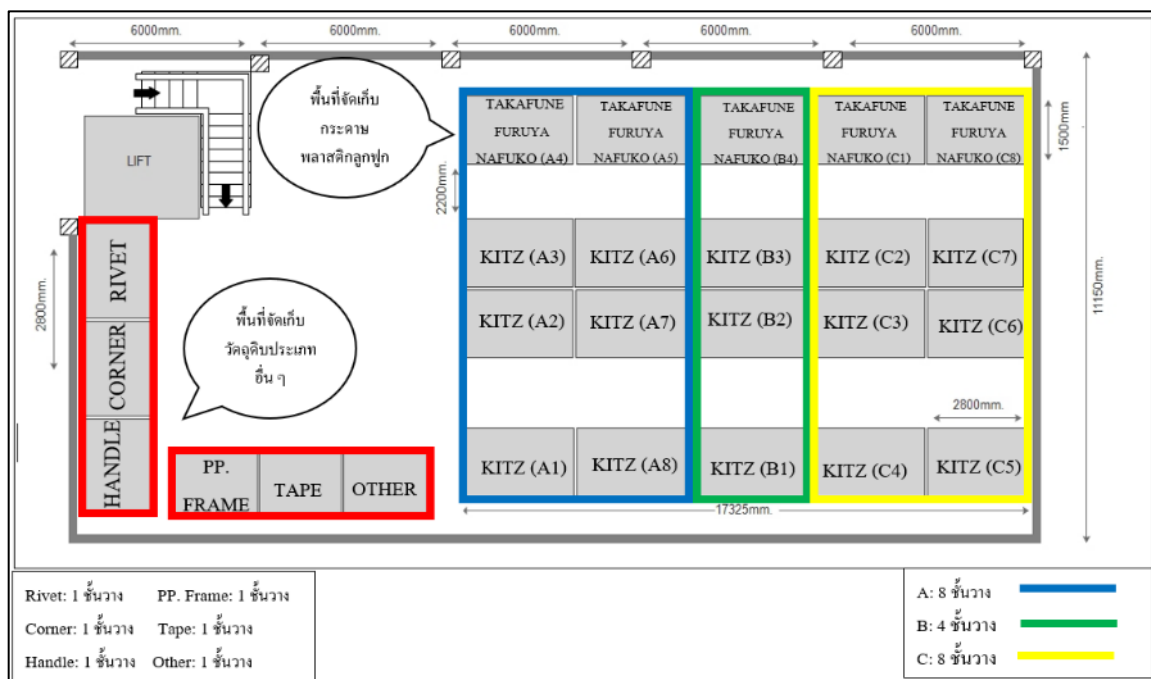 6000mm.
6000mm.
6000mm.
6000mm.
6000mm.
LIFT
พื้นที่จัดเก็บ
กระดาษ
พลาสติกลูกฟูก
TAKAFUNE
FURUYA
NAFUKO (A4)
TAKAFUNE
FURUYA
NAFUKO (A5)
TAKAFUNE
FURUYA
NAFUKO (B4)
TAKAFUNE
FURUYA
NAFUKO (C1)
TAKAFUNE
FURUYA
NAFUKO (C8)
1500mm
2200mm.
KITZ (A3)
KITZ (A6)
KITZ (B3)
KITZ (C2)
KITZ (C7)
2800mm.
RIVET
CORNER
HANDLE
พื้นที่จัดเก็บ
วัตถุดิบประเภท
อื่น ๆ
KITZ (A2)
KITZ (A7)
KITZ (B2)
KITZ (C3)
KITZ (C6)
11150mm.
2800mm.
KITZ (A1)
KITZ (A8)
KITZ (B1)
KITZ (C4)
KITZ (C5)
PP.
FRAME
TAPE
OTHER
17325mm.
Rivet: 1 ชั้นวาง PP. Frame: 1 ชั้นวาง
Corner: 1 ชั้นวาง Tape: 1 ชั้นวาง
Handle: 1 ชั้นวาง Other: 1 ชั้นวาง
A: 8 ชั้นวาง
B: 4 ชั้นวาง
C: 8 ชั้นวาง